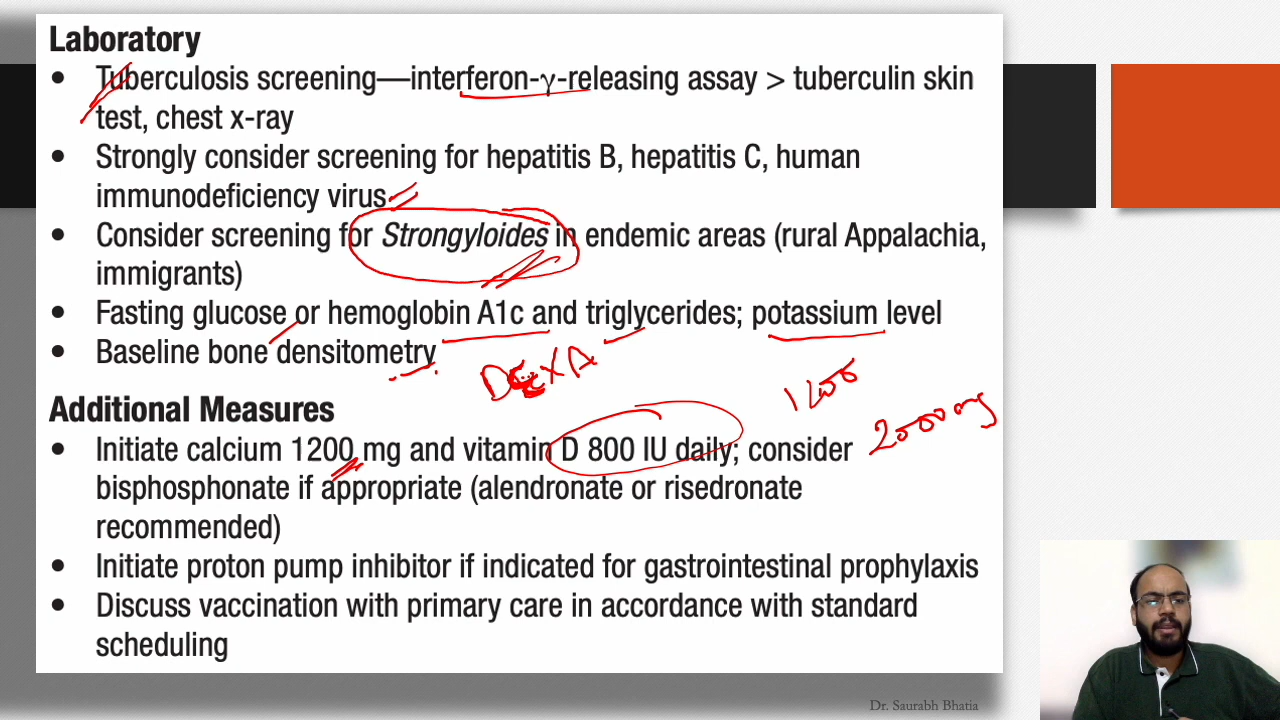 Laboratory
• Tuberculosis screening—interferon-γ-releasing assay > tuberculin skin
test, chest x-ray
• Strongly consider screening for hepatitis B, hepatitis C, human
immunodeficiency virus
• Consider screening for Strongyloides in endemic areas (rural Appalachia,
immigrants)
• Fasting glucose or hemoglobin A1c and triglycerides; potassium level
• Baseline bone densitometry
DEXA
1200
2000 mg
Additional Measures
• Initiate calcium 1200 mg and vitamin D 800 IU daily; consider
bisphosphonate if appropriate (alendronate or risedronate
recommended)
• Initiate proton pump inhibitor if indicated for gastrointestinal prophylaxis
• Discuss vaccination with primary care in accordance with standard
scheduling
Dr. Saurabh Bhatia